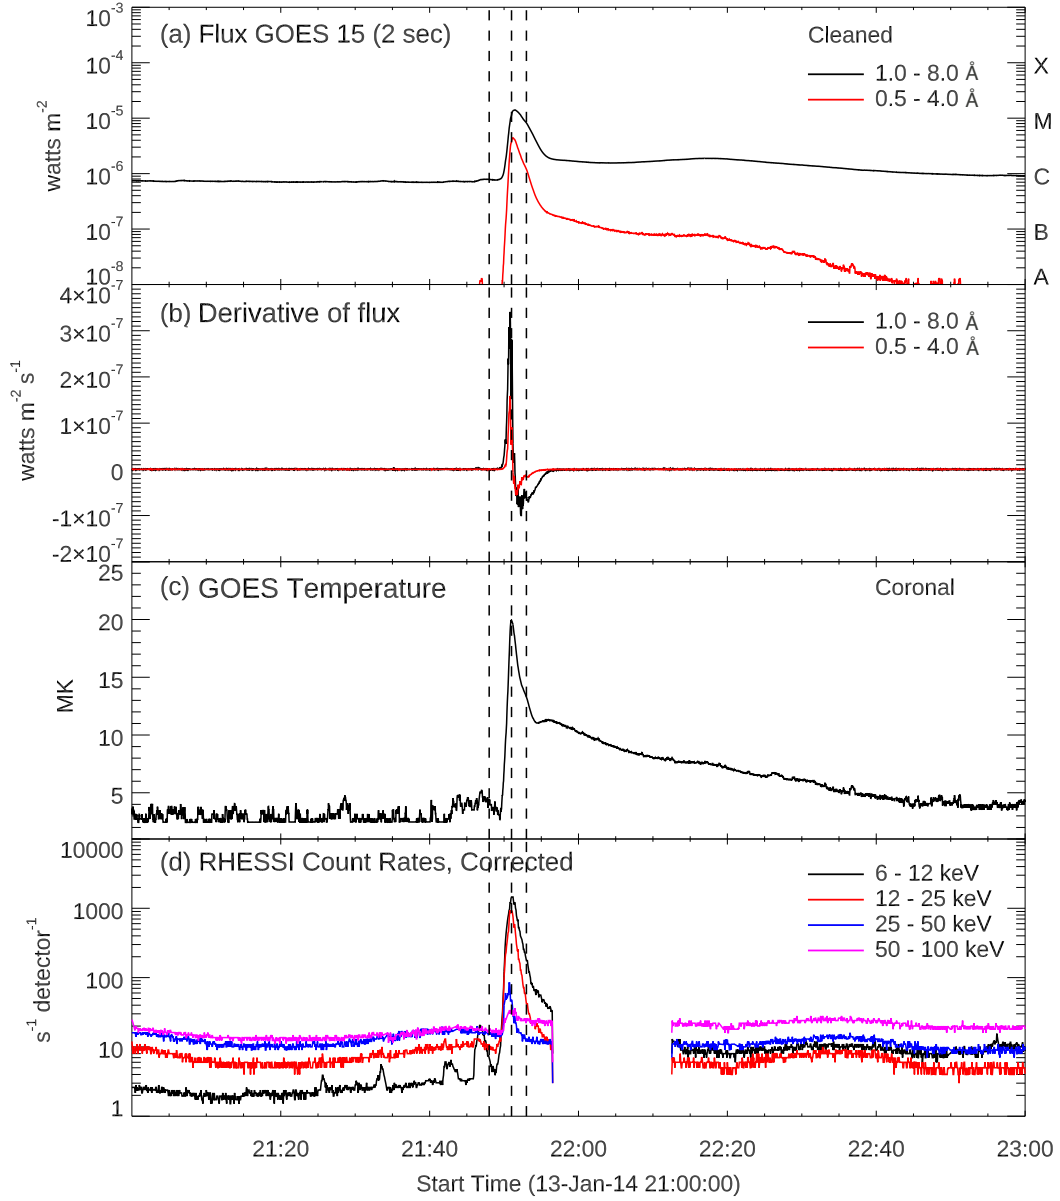 (a) Flux GOES 15 (2 sec)
Cleaned
1.0 - 8.0 Å
0.5 - 4.0 Å
watts m⁻²
10⁻³
10⁻⁴
10⁻⁵
10⁻⁶
10⁻⁷
10⁻⁸
X
M
C
B
A
(b) Derivative of flux
1.0 - 8.0 Å
0.5 - 4.0 Å
watts m⁻² s⁻¹
4×10⁻⁷
3×10⁻⁷
2×10⁻⁷
1×10⁻⁷
0
-1×10⁻⁷
-2×10⁻⁷
(c) GOES Temperature
Coronal
MK
25
20
15
10
5
(d) RHESSI Count Rates, Corrected
6 - 12 keV
12 - 25 keV
25 - 50 keV
50 - 100 keV
s⁻¹ detector⁻¹
10000
1000
100
10
1
21:20 21:40 22:00 22:20 22:40 23:00
Start Time (13-Jan-14 21:00:00)